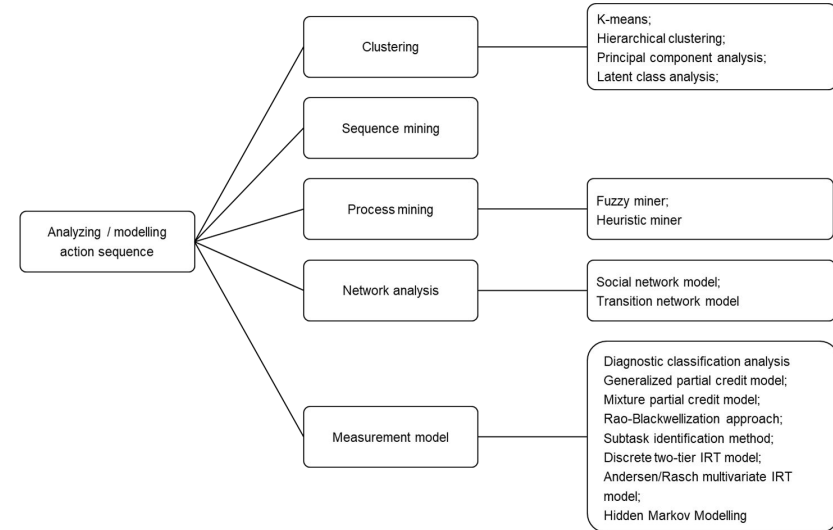 Clustering
K-means;
Hierarchical clustering;
Principal component analysis;
Latent class analysis;
Sequence mining
Process mining
Fuzzy miner;
Heuristic miner
Analyzing / modelling
action sequence
Network analysis
Social network model;
Transition network model
Measurement model
Diagnostic classification analysis
Generalized partial credit model;
Mixture partial credit model;
Rao-Blackwellization approach;
Subtask identification method;
Discrete two-tier IRT model;
Andersen/Rasch multivariate IRT
model;
Hidden Markov Modelling